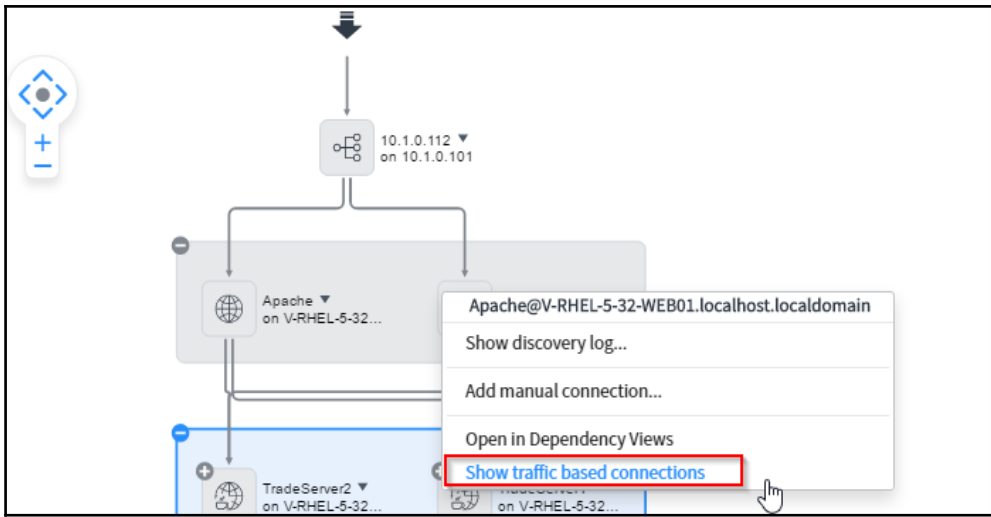 10.1.0.112
on 10.1.0.101
Apache
on V-RHEL-5-32...
Apache@V-RHEL-5-32-WEB01.localhost.localdomain
Show discovery log...
Add manual connection...
Open in Dependency Views
Show traffic based connections
TradeServer2
on V-RHEL-5-32...
on V-RHEL-5-32...